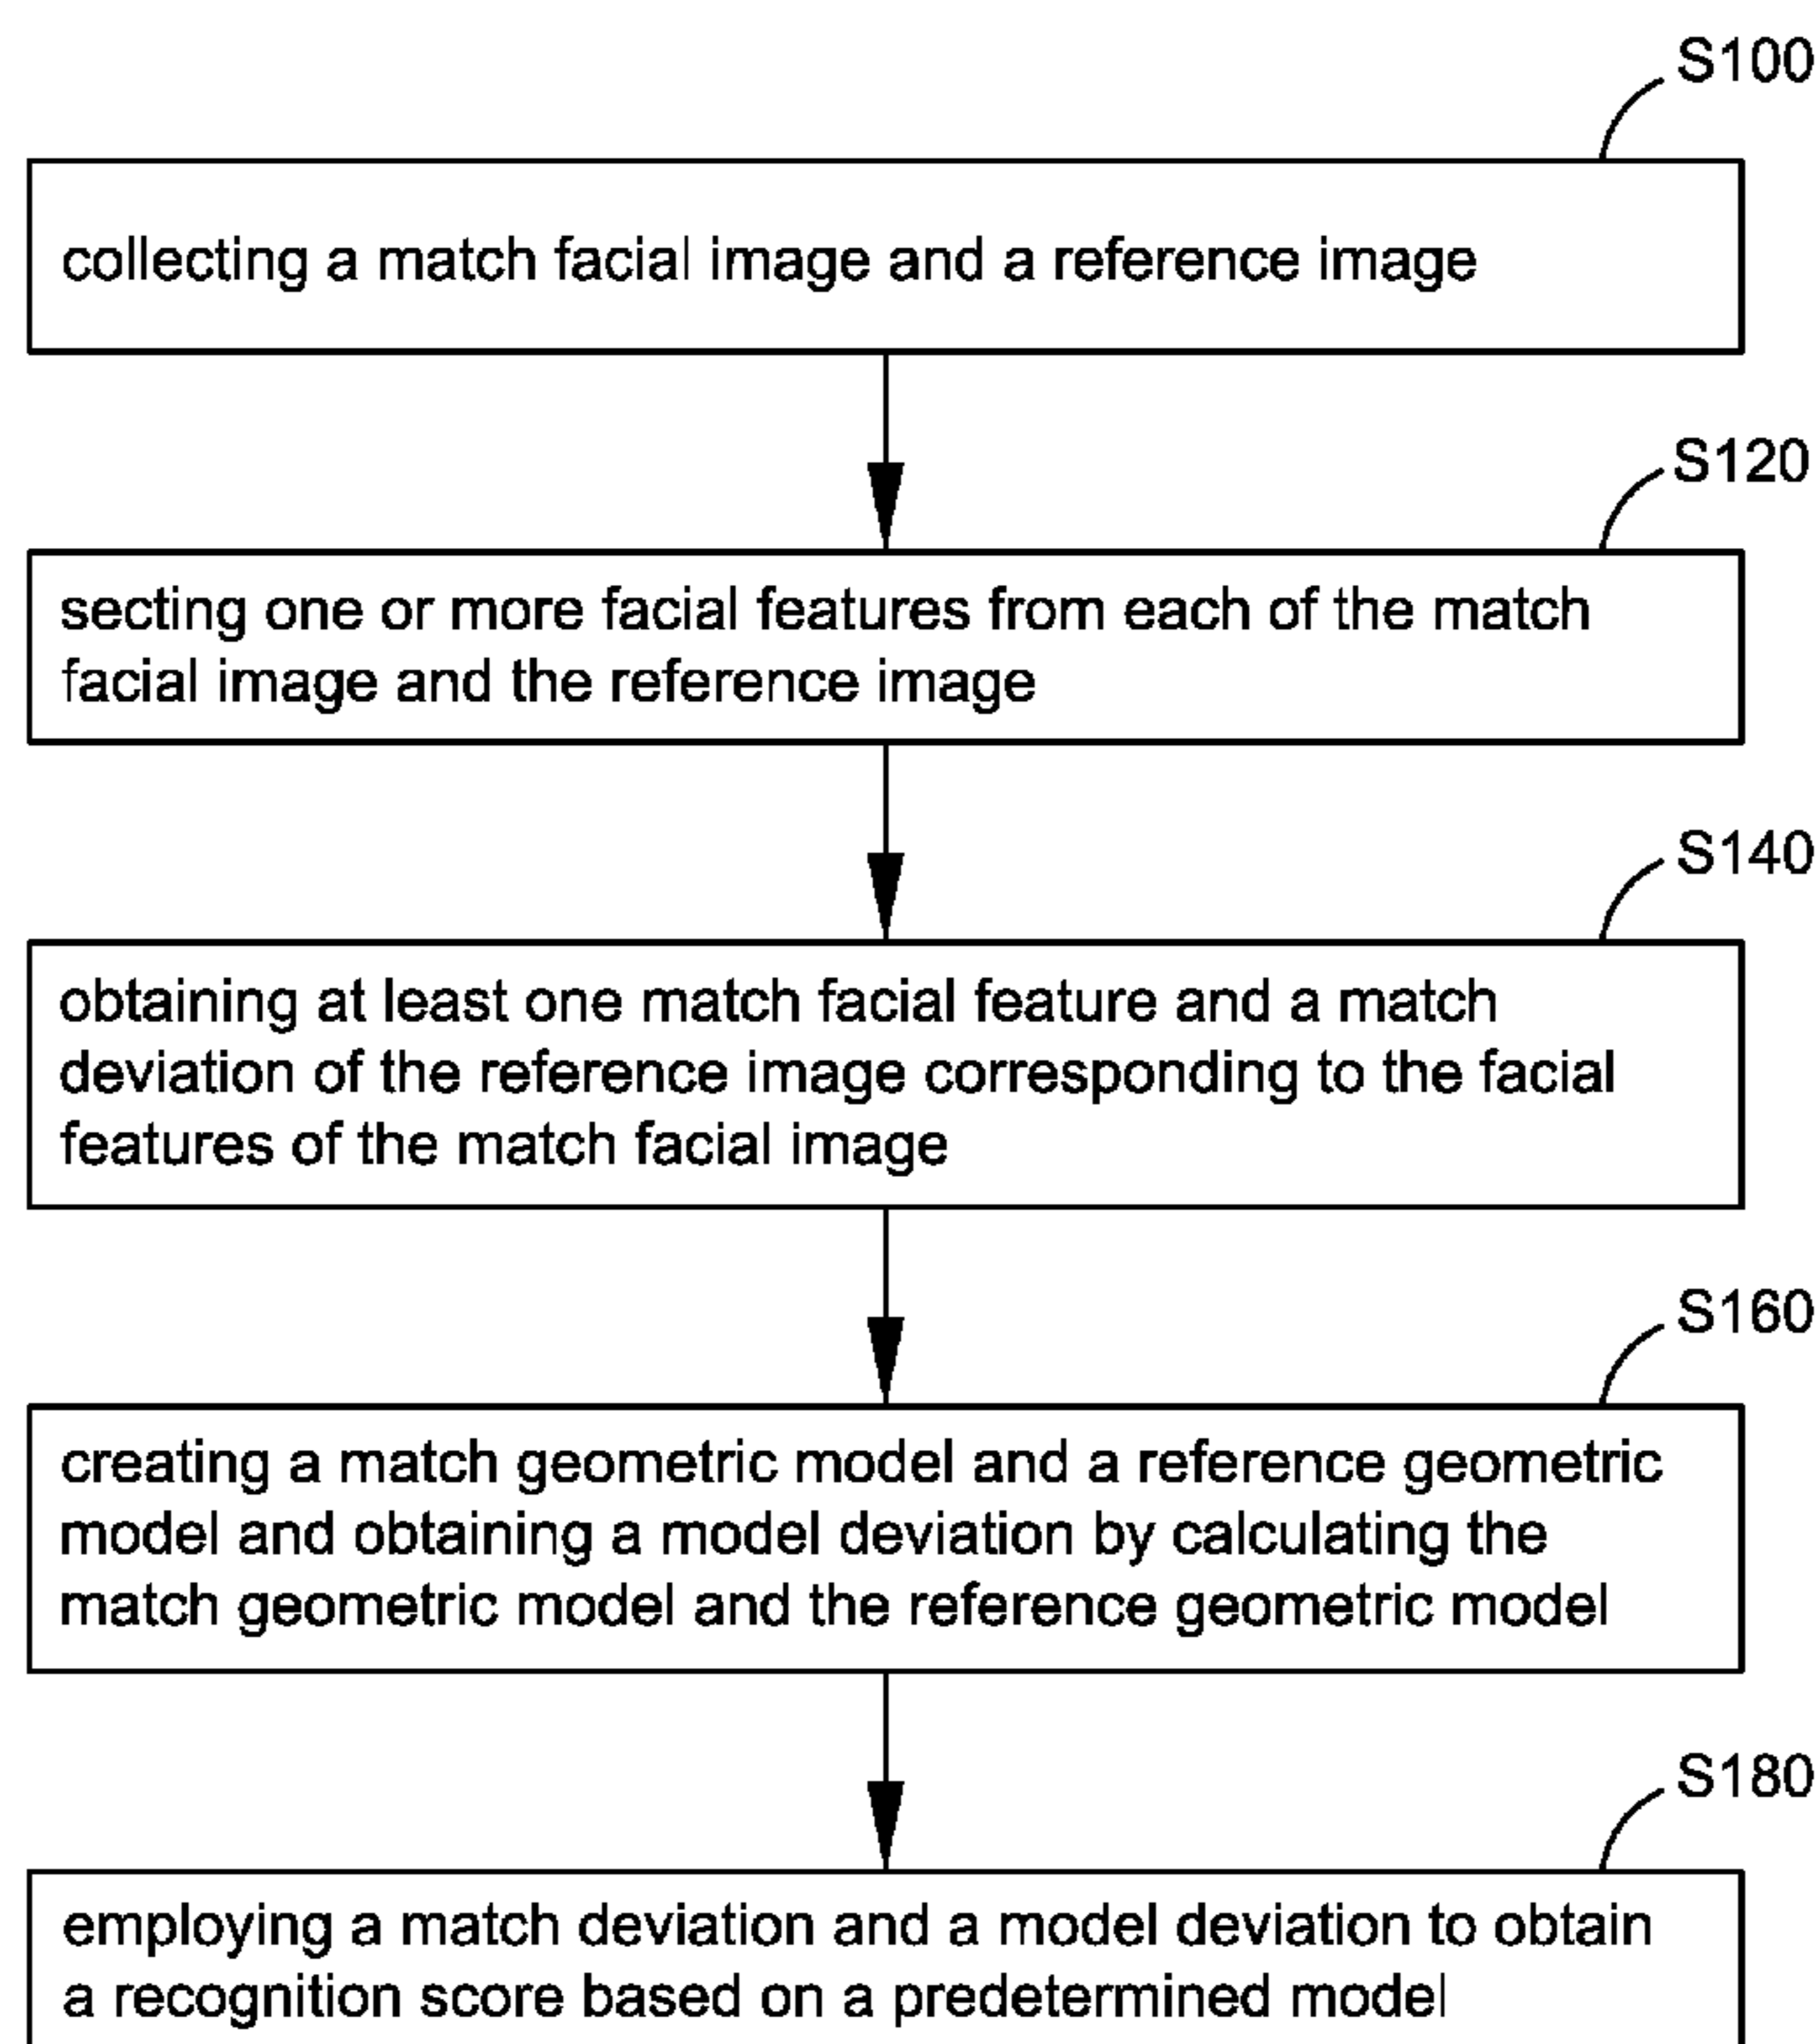 S100
collecting a match facial image and a reference image
S120
secting one or more facial features from each of the match
facial image and the reference image
S140
obtaining at least one match facial feature and a match
deviation of the reference image corresponding to the facial
features of the match facial image
S160
creating a match geometric model and a reference geometric
model and obtaining a model deviation by calculating the
match geometric model and the reference geometric model
S180
employing a match deviation and a model deviation to obtain
a recognition score based on a predetermined model